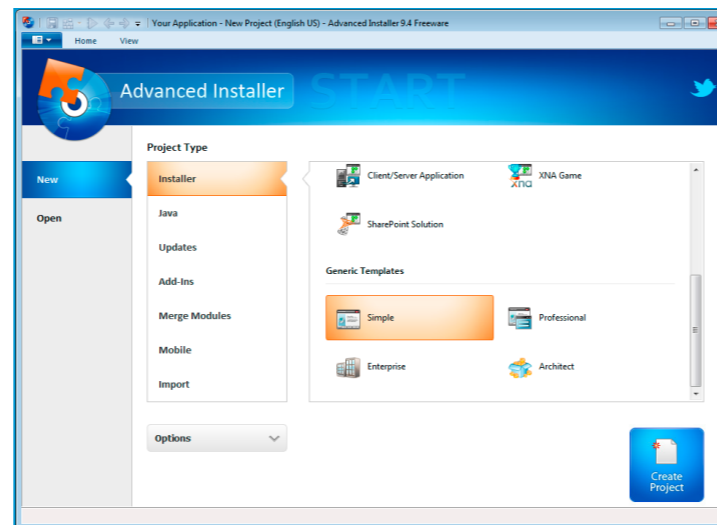 Your Application - New Project (English US) - Advanced Installer 9.4 Freeware
Home View
Advanced Installer
START
Project Type
New
Open
Installer
Java
Updates
Add-Ins
Merge Modules
Mobile
Import
Client/Server Application
XNA Game
SharePoint Solution
Generic Templates
Simple
Professional
Enterprise
Architect
Options
Create
Project